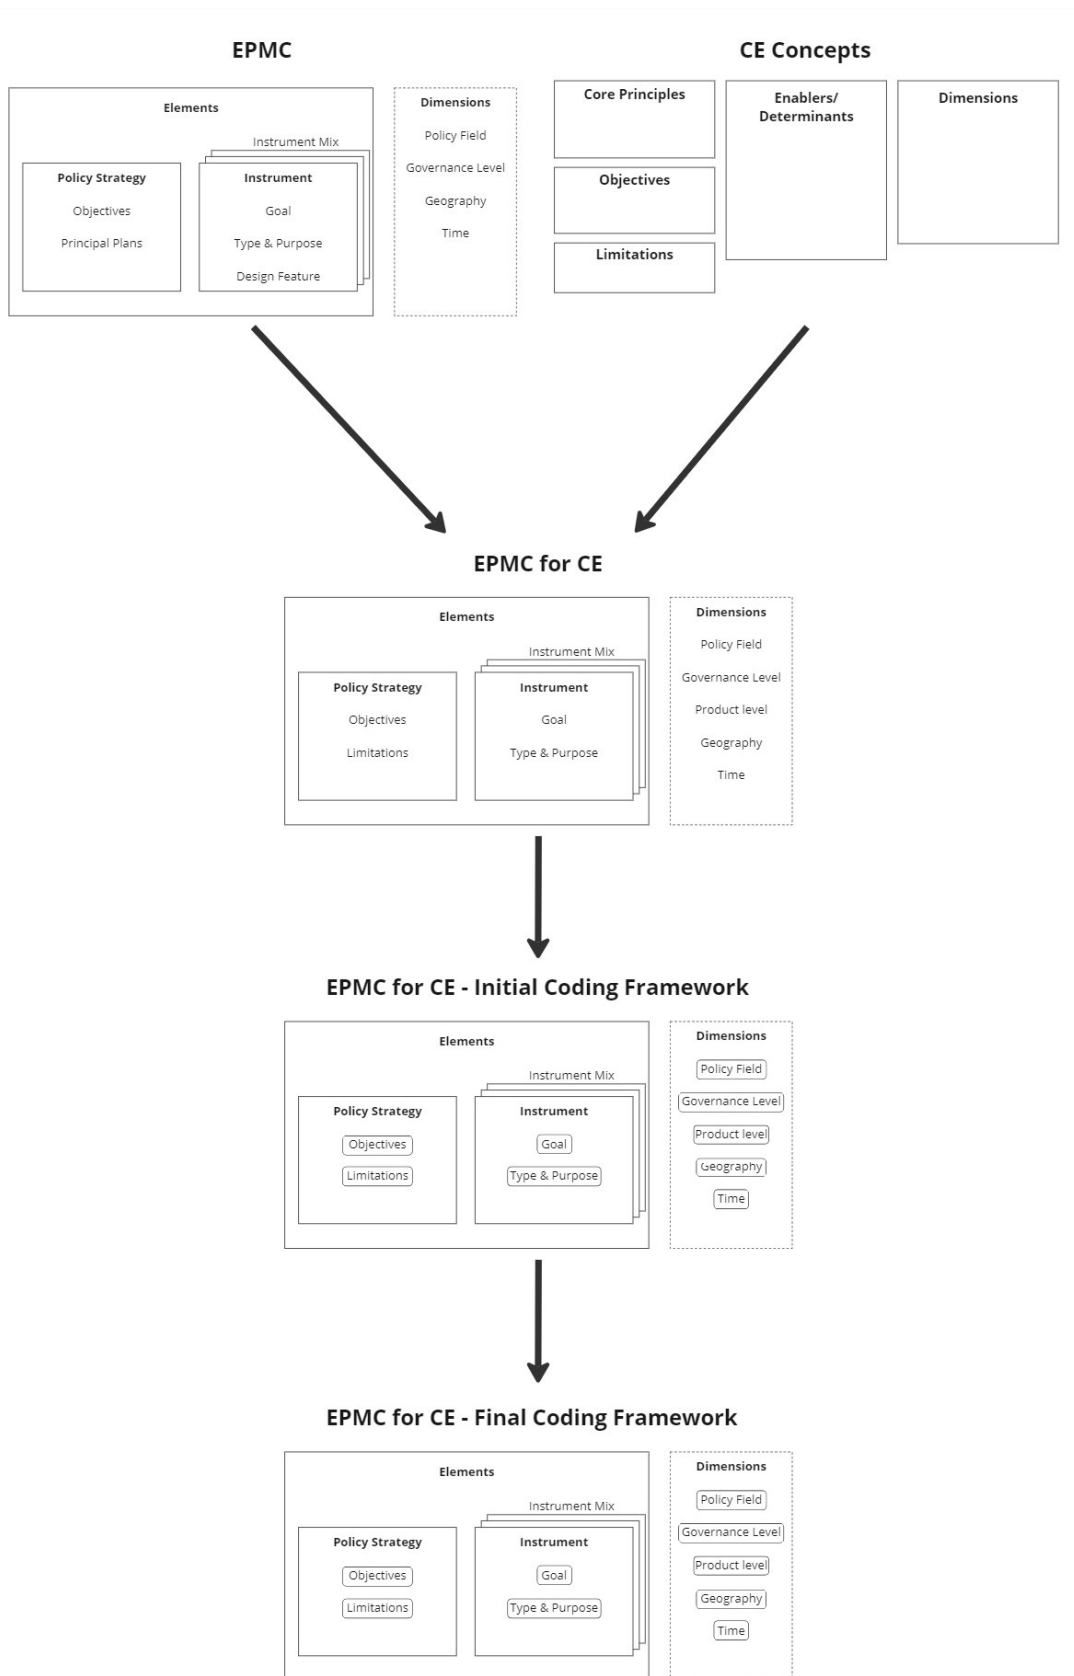 EPMC
Elements
Instrument Mix
Policy Strategy
Objectives
Principal Plans
Instrument
Goal
Type & Purpose
Design Feature
Dimensions
Policy Field
Governance Level
Geography
Time
CE Concepts
Core Principles
Objectives
Limitations
Enablers/
Determinants
Dimensions
EPMC for CE
Elements
Instrument Mix
Policy Strategy
Objectives
Limitations
Instrument
Goal
Type & Purpose
Dimensions
Policy Field
Governance Level
Product level
Geography
Time
EPMC for CE - Initial Coding Framework
Elements
Instrument Mix
Policy Strategy
Objectives
Limitations
Instrument
Goal
Type & Purpose
Dimensions
Policy Field
Governance Level
Product level
Geography
Time
EPMC for CE - Final Coding Framework
Elements
Instrument Mix
Policy Strategy
Objectives
Limitations
Instrument
Goal
Type & Purpose
Dimensions
Policy Field
Governance Level
Product level
Geography
Time